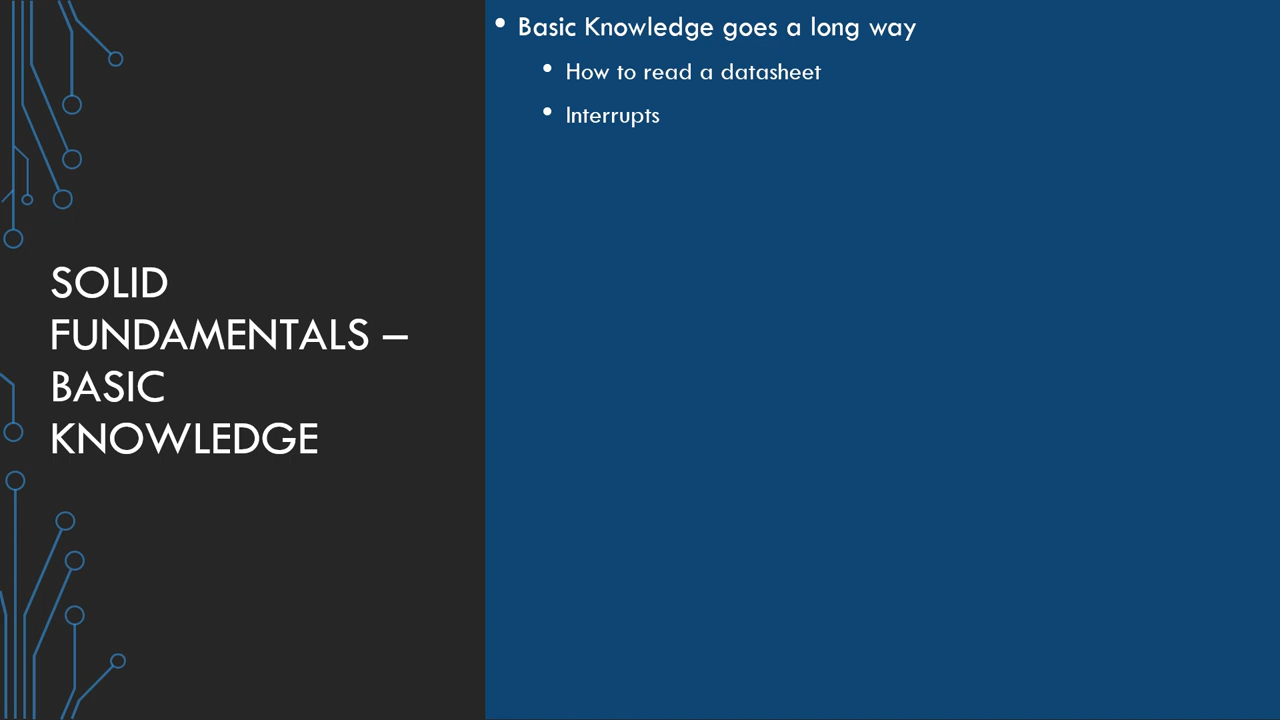 SOLID
FUNDAMENTALS –
BASIC
KNOWLEDGE
• Basic Knowledge goes a long way
• How to read a datasheet
• Interrupts